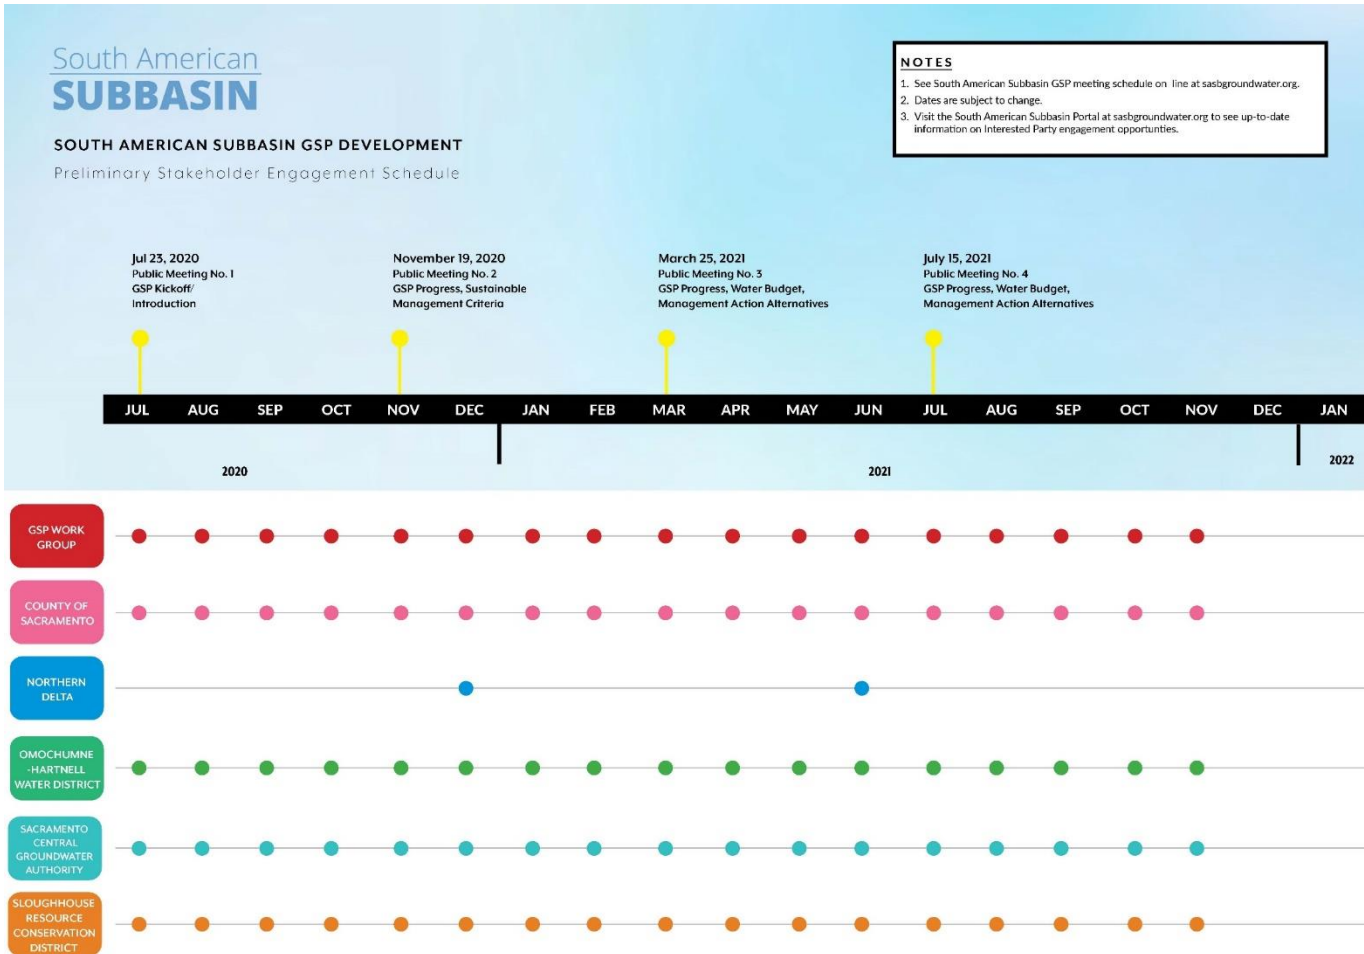 South American
SUBBASIN
SOUTH AMERICAN SUBBASIN GSP DEVELOPMENT
Preliminary Stakeholder Engagement Schedule
NOTES
1. See South American Subbasin GSP meeting schedule on line at sasbgroundwater.org.
2. Dates are subject to change.
3. Visit the South American Subbasin Portal at sasbgroundwater.org to see up-to-date
information on Interested Party engagement opportunties.
Jul 23, 2020
Public Meeting No. 1
GSP Kickoff/
Introduction
November 19, 2020
Public Meeting No. 2
GSP Progress, Sustainable
Management Criteria
March 25, 2021
Public Meeting No. 3
GSP Progress, Water Budget,
Management Action Alternatives
July 15, 2021
Public Meeting No. 4
GSP Progress, Water Budget,
Management Action Alternatives
JUL AUG SEP OCT NOV DEC JAN FEB MAR APR MAY JUN JUL AUG SEP OCT NOV DEC JAN
2020 2021 2022
GSP WORK
GROUP
COUNTY OF
SACRAMENTO
NORTHERN
DELTA
OMOCHUMNE
-HARTNELL
WATER DISTRICT
SACRAMENTO
CENTRAL
GROUNDWATER
AUTHORITY
SLOUGHHOUSE
RESOURCE
CONSERVATION
DISTRICT